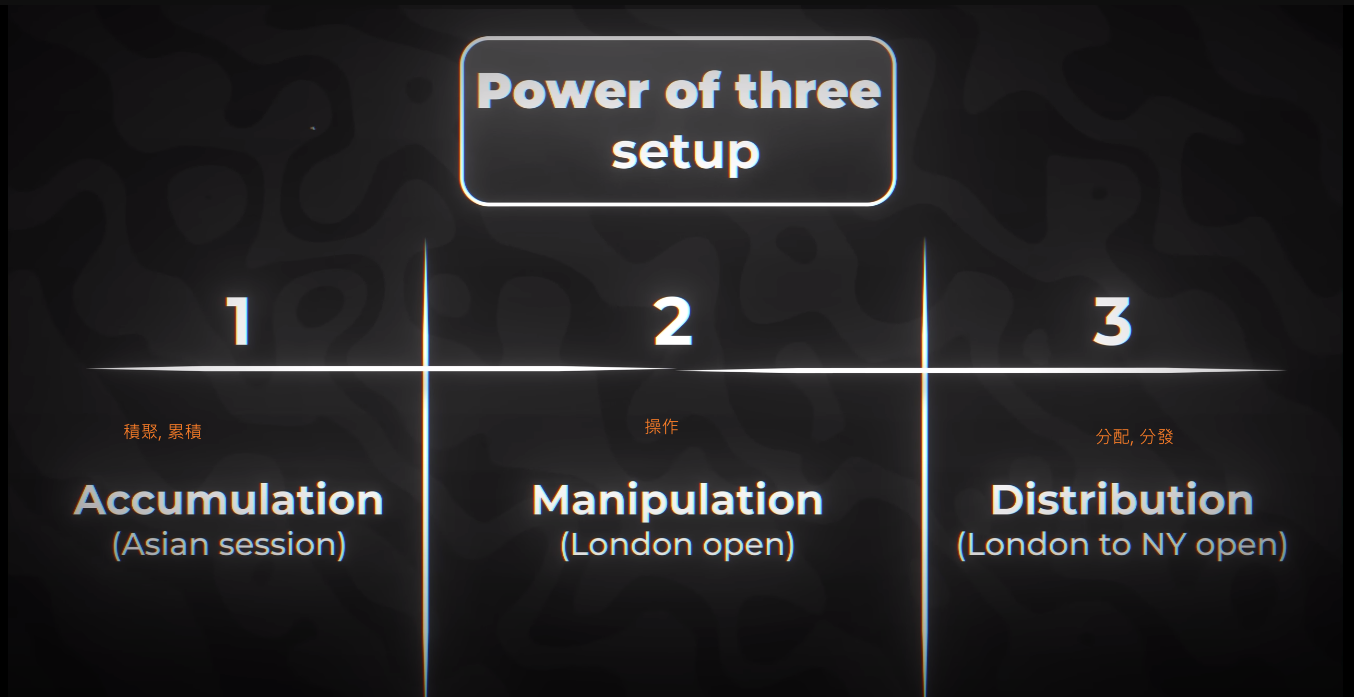 Power of three
setup
1
2
3
積聚, 累積
操作
分配, 分發
Accumulation
(Asian session)
Manipulation
(London open)
Distribution
(London to NY open)